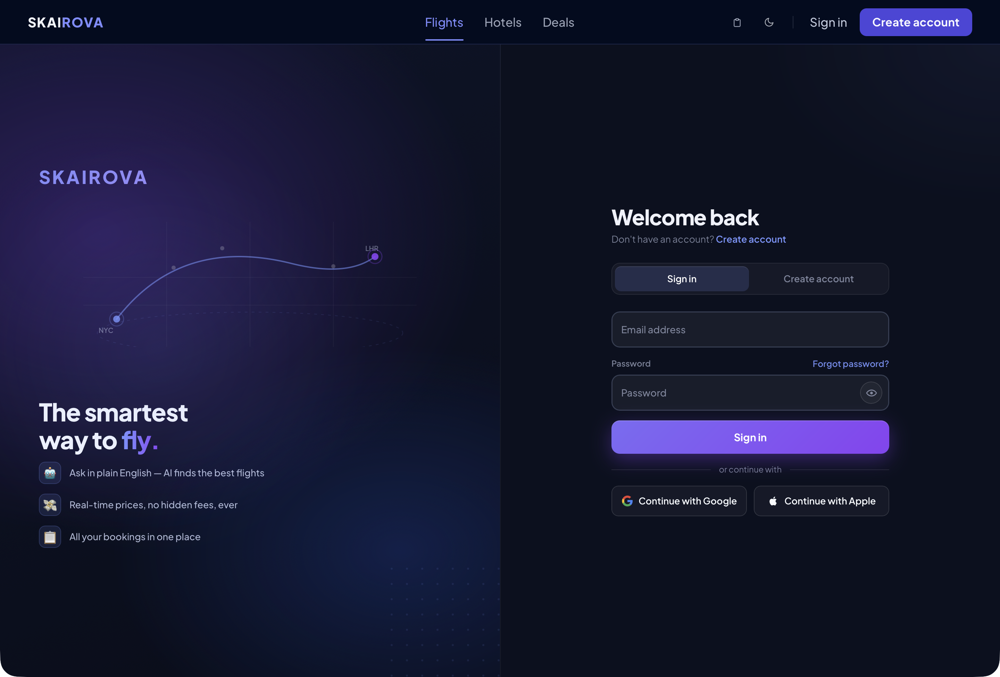 SKAIROVA
Flights
Hotels
Deals
Sign in
Create account
SKAIROVA
LHR
NYC
The smartest
way to fly.
Ask in plain English — AI finds the best flights
Real-time prices, no hidden fees, ever
All your bookings in one place
Welcome back
Don't have an account? Create account
Sign in
Create account
Email address
Password
Forgot password?
Password
Sign in
or continue with
Continue with Google
Continue with Apple